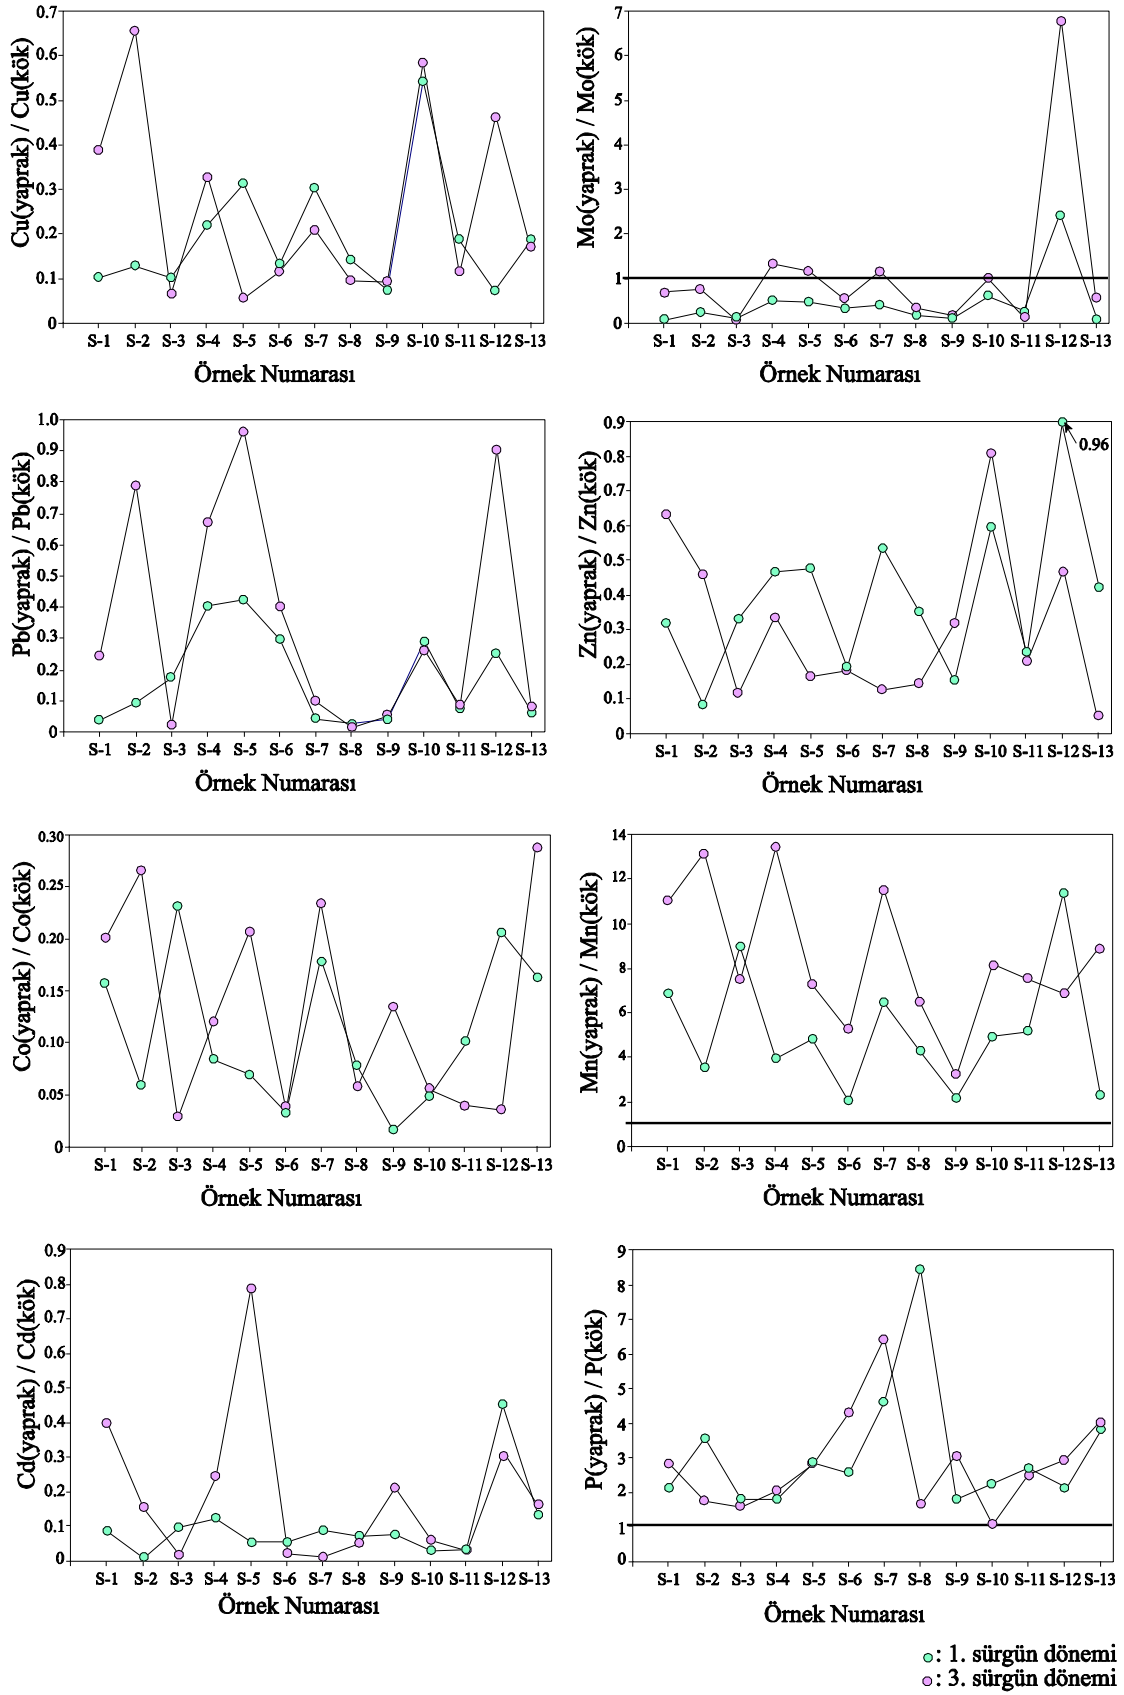 Cu(yaprak) / Cu(kök)
0.7
0.6
0.5
0.4
0.3
0.2
0.1
0
S-1 S-2 S-3 S-4 S-5 S-6 S-7 S-8 S-9 S-10 S-11 S-12 S-13
Örnek Numarası
Mo(yaprak) / Mo(kök)
7
6
5
4
3
2
1
0
S-1 S-2 S-3 S-4 S-5 S-6 S-7 S-8 S-9 S-10 S-11 S-12 S-13
Örnek Numarası
Pb(yaprak) / Pb(kök)
1.0
0.9
0.8
0.7
0.6
0.5
0.4
0.3
0.2
0.1
0
S-1 S-2 S-3 S-4 S-5 S-6 S-7 S-8 S-9 S-10 S-11 S-12 S-13
Örnek Numarası
Zn(yaprak) / Zn(kök)
0.9
0.8
0.7
0.6
0.5
0.4
0.3
0.2
0.1
0
0.96
S-1 S-2 S-3 S-4 S-5 S-6 S-7 S-8 S-9 S-10 S-11 S-12 S-13
Örnek Numarası
Co(yaprak) / Co(kök)
0.30
0.25
0.20
0.15
0.10
0.05
0
S-1 S-2 S-3 S-4 S-5 S-6 S-7 S-8 S-9 S-10 S-11 S-12 S-13
Örnek Numarası
Mn(yaprak) / Mn(kök)
14
12
10
8
6
4
2
0
S-1 S-2 S-3 S-4 S-5 S-6 S-7 S-8 S-9 S-10 S-11 S-12 S-13
Örnek Numarası
Cd(yaprak) / Cd(kök)
0.9
0.8
0.7
0.6
0.5
0.4
0.3
0.2
0.1
0
S-1 S-2 S-3 S-4 S-5 S-6 S-7 S-8 S-9 S-10 S-11 S-12 S-13
Örnek Numarası
P(yaprak) / P(kök)
9
8
7
6
5
4
3
2
1
0
S-1 S-2 S-3 S-4 S-5 S-6 S-7 S-8 S-9 S-10 S-11 S-12 S-13
Örnek Numarası
: 1. sürgün dönemi
: 3. sürgün dönemi